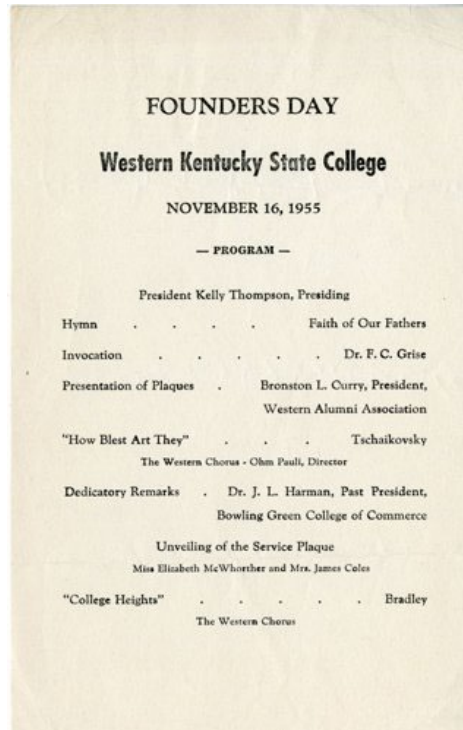 FOUNDERS DAY
Western Kentucky State College
NOVEMBER 16, 1955
— PROGRAM —
President Kelly Thompson, Presiding
Hymn . . . . Faith of Our Fathers
Invocation . . . . . Dr. F. C. Grise
Presentation of Plaques . Bronston L. Curry, President,
Western Alumni Association
"How Blest Art They" . . . Tschaikovsky
The Western Chorus - Ohm Pauli, Director
Dedicatory Remarks . Dr. J. L. Harman, Past President,
Bowling Green College of Commerce
Unveiling of the Service Plaque
Miss Elizabeth McWhorther and Mrs. James Coles
"College Heights" . . . . . Bradley
The Western Chorus